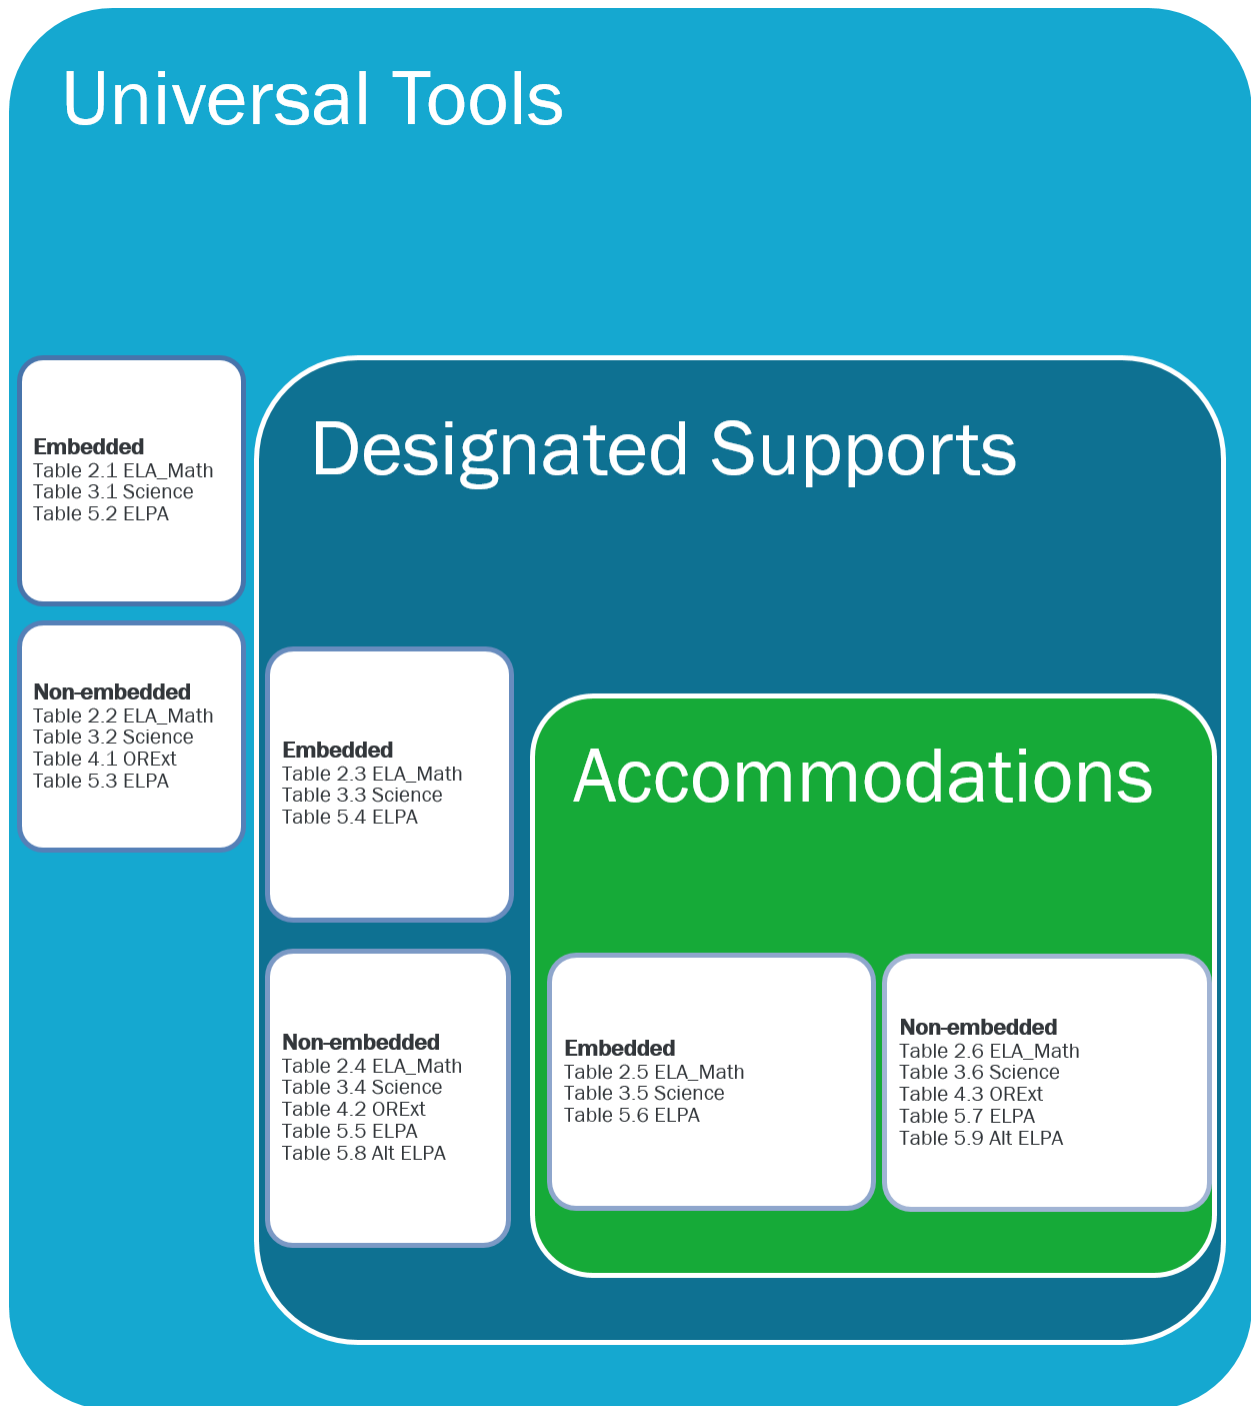 Universal Tools
Embedded
Table 2.1 ELA_Math
Table 3.1 Science
Table 5.2 ELPA
Non-embedded
Table 2.2 ELA_Math
Table 3.2 Science
Table 4.1 ORExt
Table 5.3 ELPA
Designated Supports
Embedded
Table 2.3 ELA_Math
Table 3.3 Science
Table 5.4 ELPA
Non-embedded
Table 2.4 ELA_Math
Table 3.4 Science
Table 4.2 ORExt
Table 5.5 ELPA
Table 5.8 Alt ELPA
Accommodations
Embedded
Table 2.5 ELA_Math
Table 3.5 Science
Table 5.6 ELPA
Non-embedded
Table 2.6 ELA_Math
Table 3.6 Science
Table 4.3 ORExt
Table 5.7 ELPA
Table 5.9 Alt ELPA